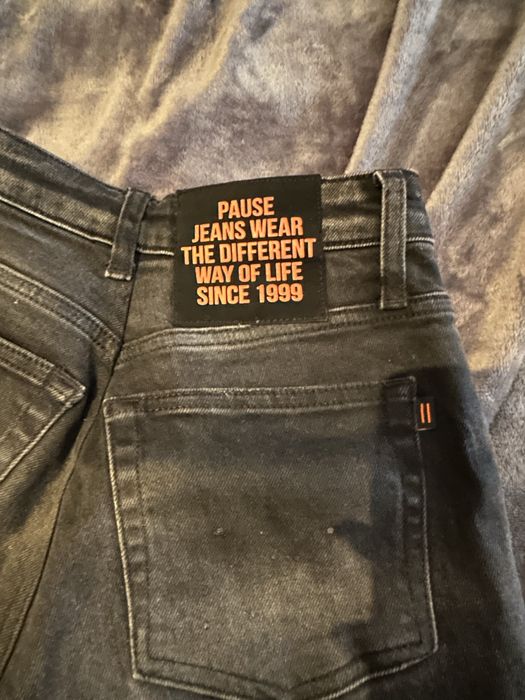 PAUSE
JEANS WEAR
THE DIFFERENT
WAY OF LIFE
SINCE 1999